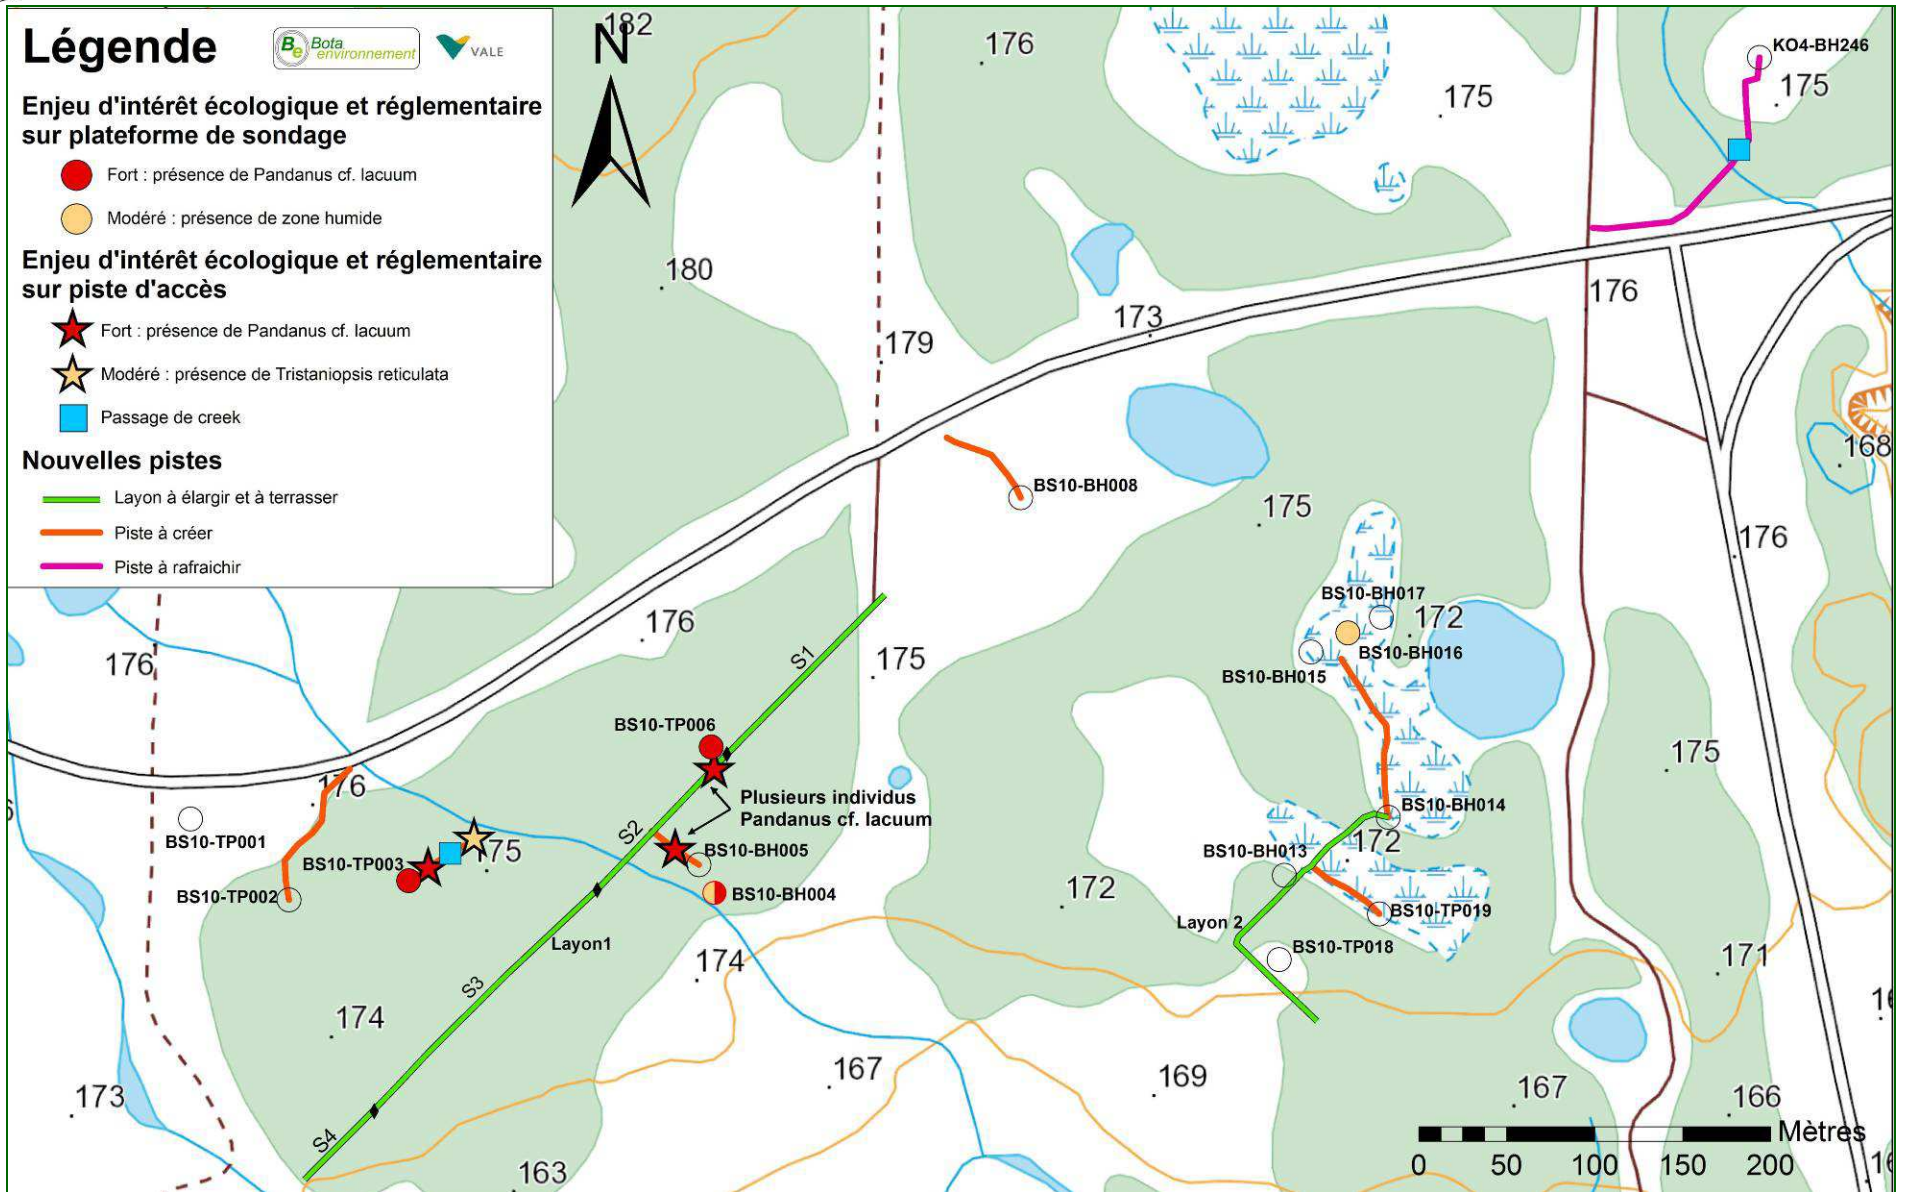 Légende
Be Bota environnement
VALE
Enjeu d'intérêt écologique et réglementaire
sur plateforme de sondage
Fort : présence de Pandanus cf. lacuum
Modéré : présence de zone humide
Enjeu d'intérêt écologique et réglementaire
sur piste d'accès
Fort : présence de Pandanus cf. lacuum
Modéré : présence de Tristaniopsis reticulata
Passage de creek
Nouvelles pistes
Layon à élargir et à terrasser
Piste à créer
Piste à rafraichir
N
182
176
KO4-BH246
175
175
180
176
173
179
168
BS10-BH008
175
176
BS10-BH017
172
176
BS10-BH016
176
S1
175
BS10-BH015
BS10-TP006
175
176
Plusieurs individus
Pandanus cf. lacuum
BS10-BH014
S2
BS10-TP001
172
BS10-TP003
175
BS10-BH005
BS10-BH013
BS10-TP002
BS10-BH004
172
BS10-TP019
Layon 2
Layon1
BS10-TP018
174
171
S3
174
167
169
167
173
166
S4
Mètres
163
0 50 100 150 200